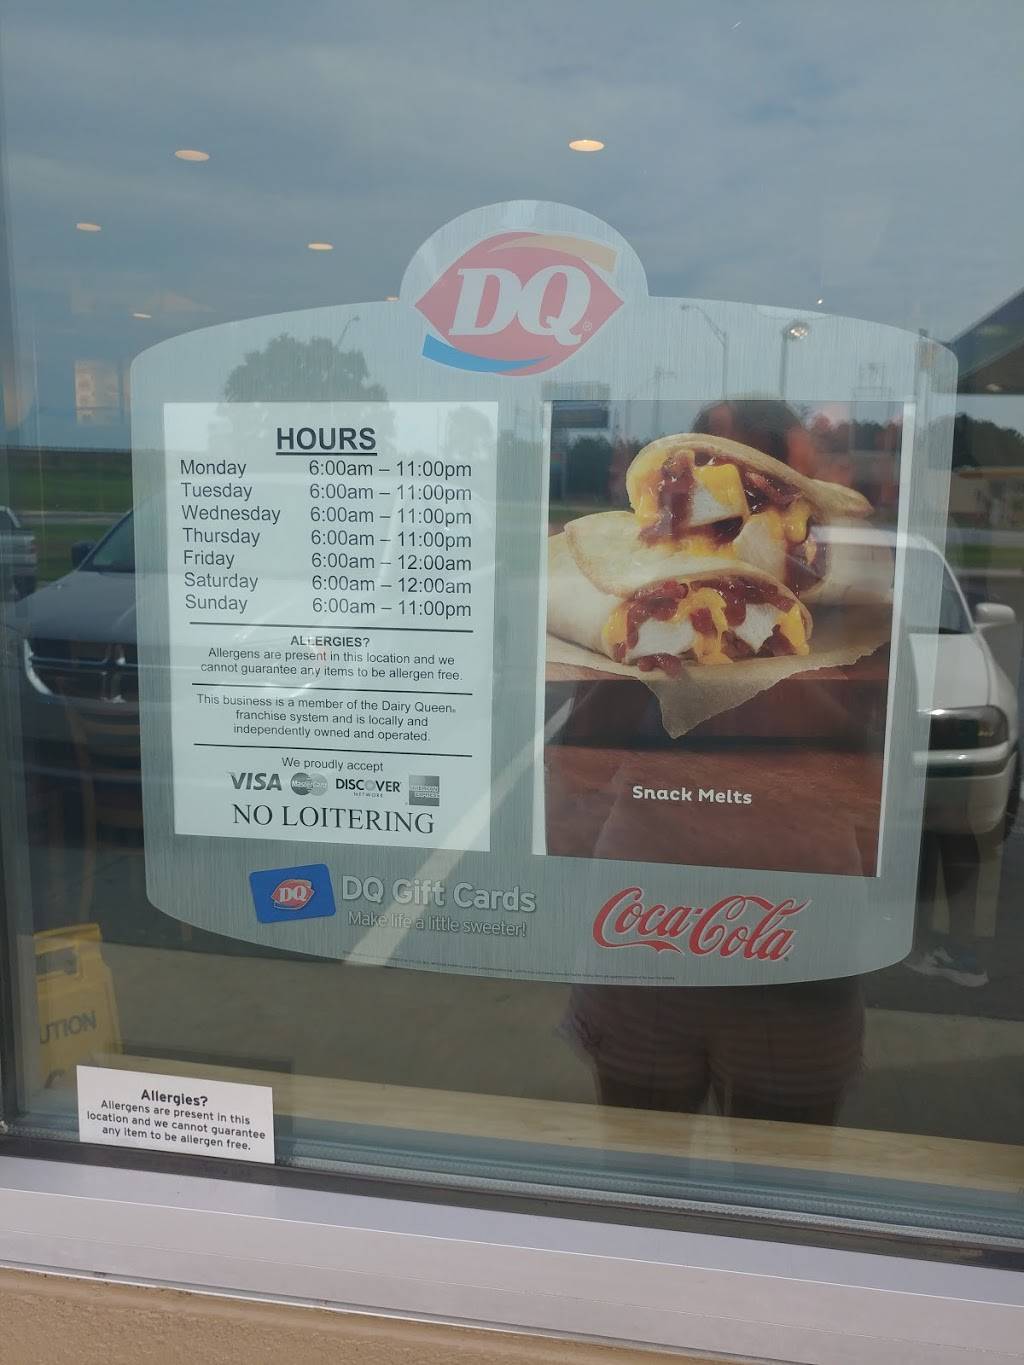 DQ
HOURS
Monday 6:00am – 11:00pm
Tuesday 6:00am – 11:00pm
Wednesday 6:00am – 11:00pm
Thursday 6:00am – 11:00pm
Friday 6:00am – 12:00am
Saturday 6:00am – 12:00am
Sunday 6:00am – 11:00pm
ALLERGIES?
Allergens are present in this location and we
cannot guarantee any items to be allergen free.
This business is a member of the Dairy Queen®
franchise system and is locally and
independently owned and operated.
We proudly accept
VISA MasterCard DISCOVER
NETWORK
AMERICAN
EXPRESS
NO LOITERING
Snack Melts
DQ
DQ Gift Cards
Make life a little sweeter!
Coca-Cola
UTION
Allergies?
Allergens are present in this
location and we cannot guarantee
any item to be allergen free.